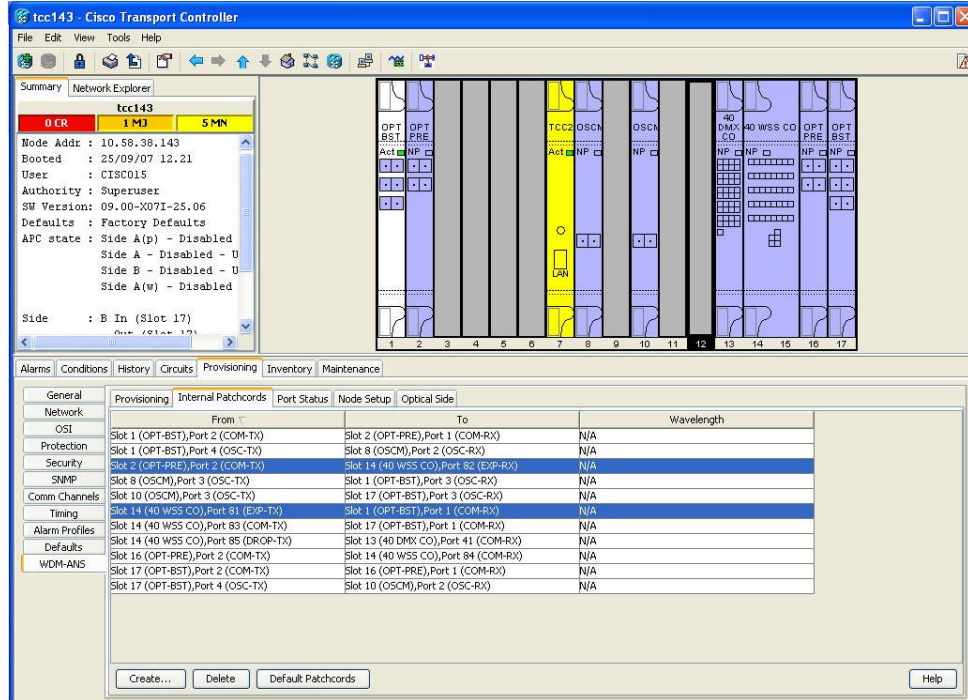 tcc143 - Cisco Transport Controller
File Edit View Tools Help
Summary Network Explorer
tcc143
0 CR 1 MJ 5 MN
Node Addr : 10.58.38.143
Booted : 25/09/07 12.21
User : CISCO15
Authority : Superuser
SW Version: 09.00-X07I-25.06
Defaults : Factory Defaults
APC state : Side A(p) - Disabled
Side A - Disabled - U
Side B - Disabled - U
Side A(w) - Disabled
Side : B In (Slot 17)
OPT BST OPT PRE TCC2 OSCM OSCM 40 DMX CO 40 WSS CO OPT PRE OPT BST
Act NP Act NP NP NP NP NP NP
LAN
1 2 3 4 5 6 7 8 9 10 11 12 13 14 15 16 17
Alarms Conditions History Circuits Provisioning Inventory Maintenance
General
Network
OSI
Protection
Security
SNMP
Comm Channels
Timing
Alarm Profiles
Defaults
WDM-ANS
Provisioning Internal Patchcords Port Status Node Setup Optical Side
From To Wavelength
Slot 1 (OPT-BST),Port 2 (COM-TX) Slot 2 (OPT-PRE),Port 1 (COM-RX) N/A
Slot 1 (OPT-BST),Port 4 (OSC-TX) Slot 8 (OSCM),Port 2 (OSC-RX) N/A
Slot 2 (OPT-PRE),Port 2 (COM-TX) Slot 14 (40 WSS CO),Port 82 (EXP-RX) N/A
Slot 8 (OSCM),Port 3 (OSC-TX) Slot 1 (OPT-BST),Port 3 (OSC-RX) N/A
Slot 10 (OSCM),Port 3 (OSC-TX) Slot 17 (OPT-BST),Port 3 (OSC-RX) N/A
Slot 14 (40 WSS CO),Port 81 (EXP-TX) Slot 1 (OPT-BST),Port 1 (COM-RX) N/A
Slot 14 (40 WSS CO),Port 83 (COM-TX) Slot 17 (OPT-BST),Port 1 (COM-RX) N/A
Slot 14 (40 WSS CO),Port 85 (DROP-TX) Slot 13 (40 DMX CO),Port 41 (COM-RX) N/A
Slot 16 (OPT-PRE),Port 2 (COM-TX) Slot 14 (40 WSS CO),Port 84 (COM-RX) N/A
Slot 17 (OPT-BST),Port 2 (COM-TX) Slot 16 (OPT-PRE),Port 1 (COM-RX) N/A
Slot 17 (OPT-BST),Port 4 (OSC-TX) Slot 10 (OSCM),Port 2 (OSC-RX) N/A
Create... Delete Default Patchcords Help